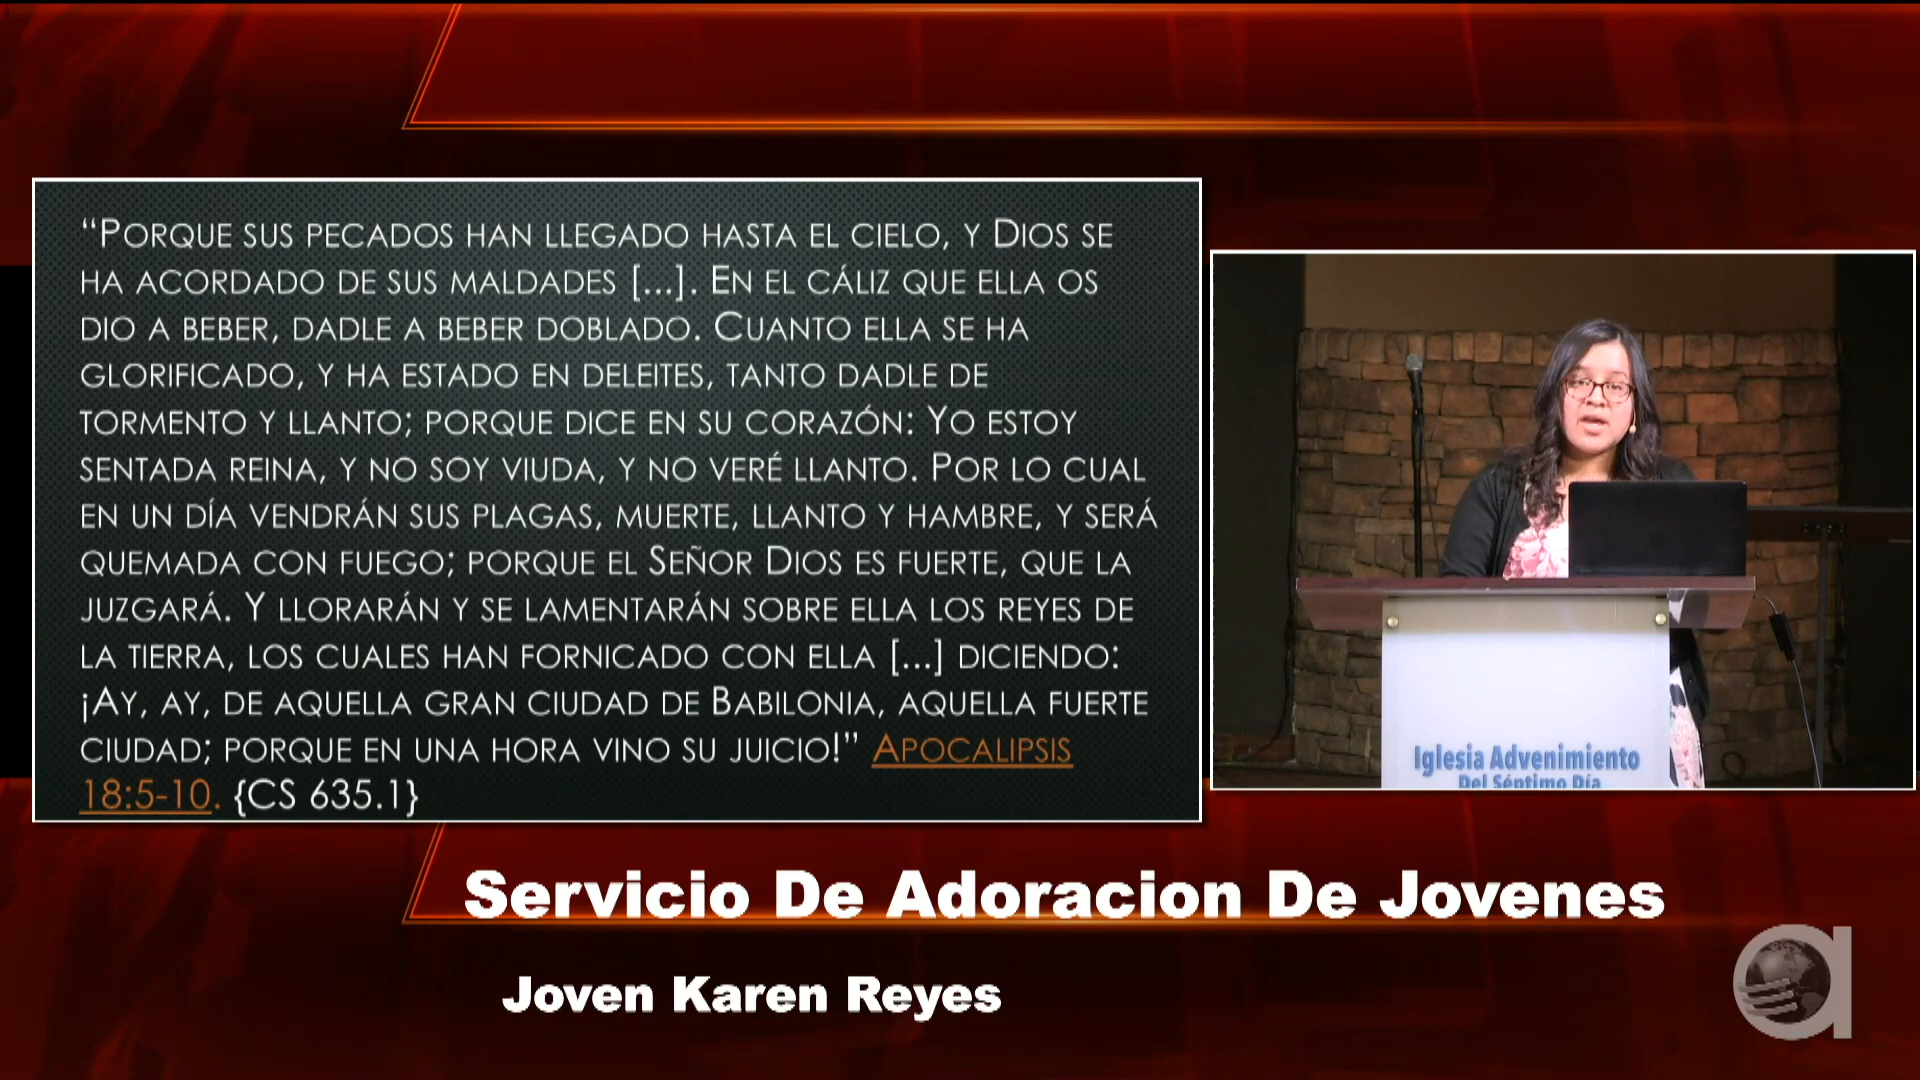 “Porque sus pecados han llegado hasta el cielo, y Dios se
ha acordado de sus maldades [...]. En el cáliz que ella os
dio a beber, dadle a beber doblado. Cuanto ella se ha
glorificado, y ha estado en deleites, tanto dadle de
tormento y llanto; porque dice en su corazón: Yo estoy
sentada reina, y no soy viuda, y no veré llanto. Por lo cual
en un día vendrán sus plagas, muerte, llanto y hambre, y será
quemada con fuego; porque el Señor Dios es fuerte, que la
juzgará. Y llorarán y se lamentarán sobre ella los reyes de
la tierra, los cuales han fornicado con ella [...] diciendo:
¡Ay, ay, de aquella gran ciudad de Babilonia, aquella fuerte
ciudad; porque en una hora vino su juicio!” Apocalipsis
18:5-10. {CS 635.1}
Iglesia Advenimiento
Del Séptimo Día
Servicio De Adoracion De Jovenes
Joven Karen Reyes